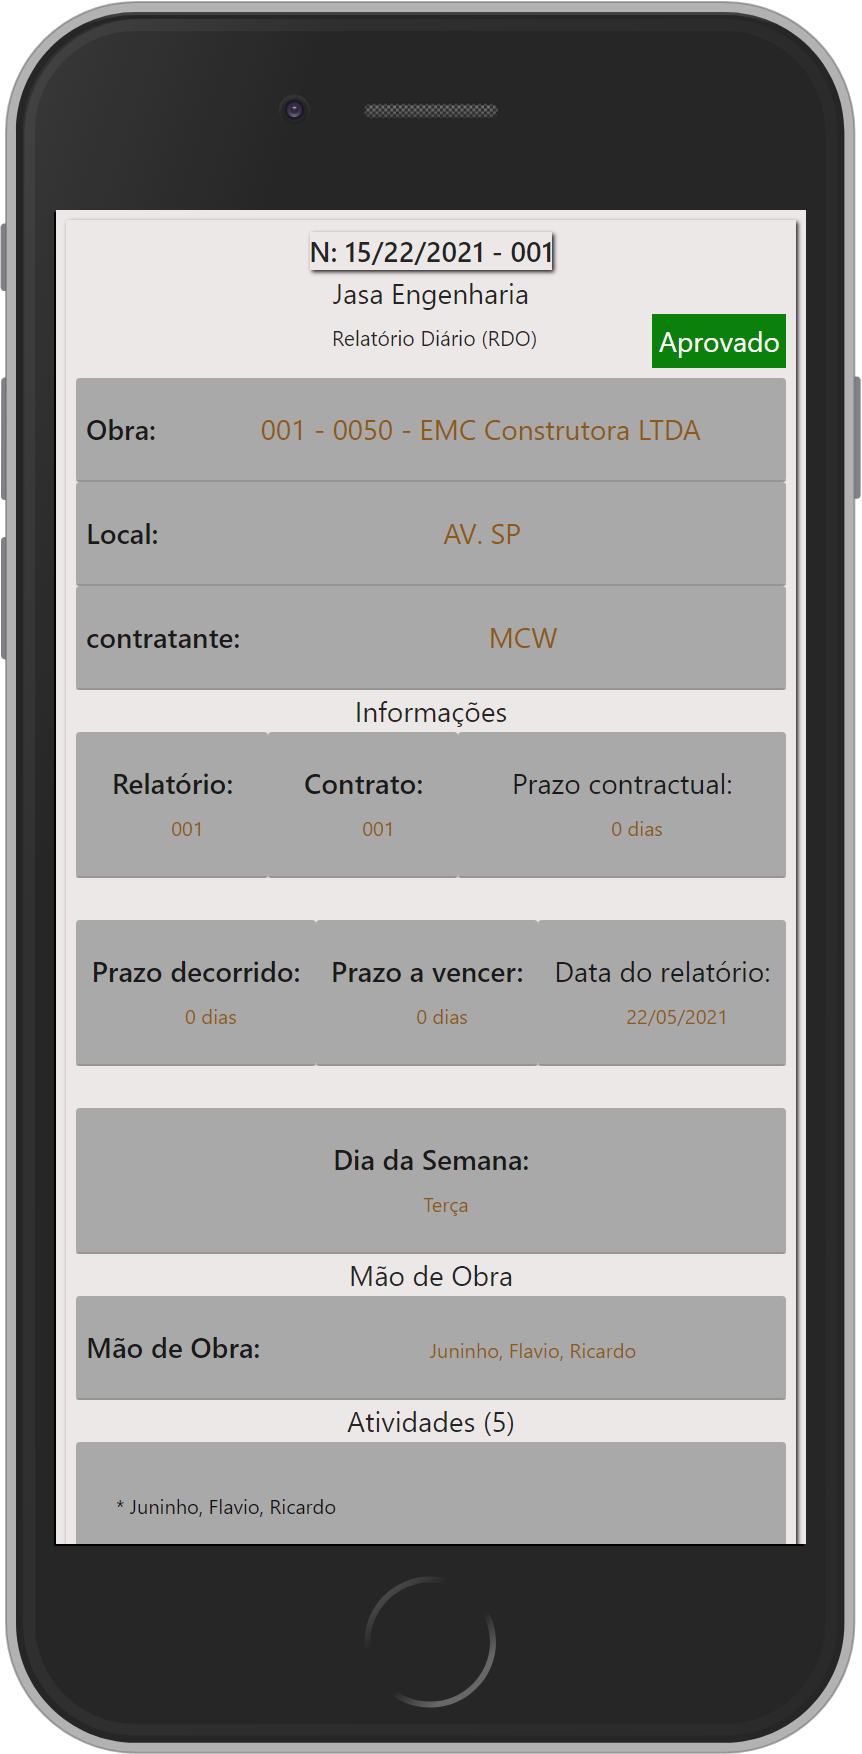 N: 15/22/2021 - 001
Jasa Engenharia
Relatório Diário (RDO)
Aprovado
Obra: 001 - 0050 - EMC Construtora LTDA
Local: AV. SP
contratante: MCW
Informações
Relatório: Contrato: Prazo contractual:
001 001 0 dias
Prazo decorrido: Prazo a vencer: Data do relatório:
0 dias 0 dias 22/05/2021
Dia da Semana:
Terça
Mão de Obra
Mão de Obra: Juninho, Flavio, Ricardo
Atividades (5)
* Juninho, Flavio, Ricardo